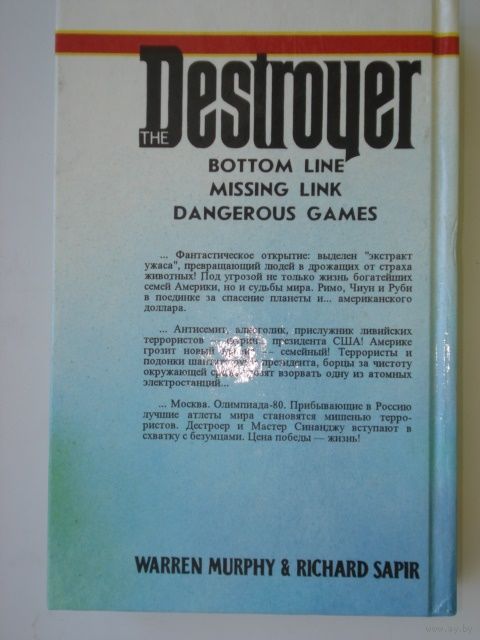 THE Destroyer
BOTTOM LINE
MISSING LINK
DANGEROUS GAMES
... Фантастическое открытие: выделен "экстракт
ужаса", превращающий людей в дрожащих от страха
животных! Под угрозой не только жизнь богатейших
семей Америки, но и судьбы мира. Римо, Чиун и Руби
в поединке за спасение планеты и... американского
доллара.
... Антисемит, алкоголик, прислужник ливийских
террористов — президента США! Америке
грозит новый — семейный! Террористы и
подонки президента, борцы за чистоту
окружающей взорвать одну из атомных
электростанций...
... Москва. Олимпиада-80. Прибывающие в Россию
лучшие атлеты мира становятся мишенью терро-
ристов. Дестроер и Мастер Синанджу вступают в
схватку с безумцами. Цена победы — жизнь!
WARREN MURPHY & RICHARD SAPIR
www.ay.by